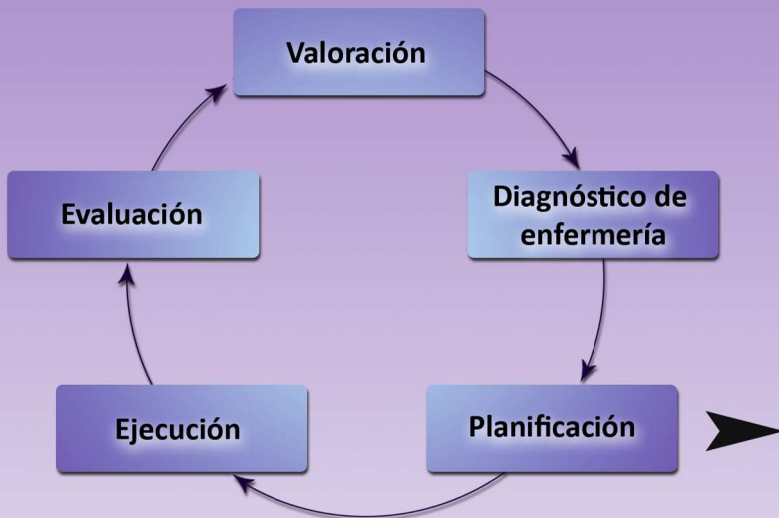 Valoración
Diagnóstico de
enfermería
Planificación
Ejecución
Evaluación